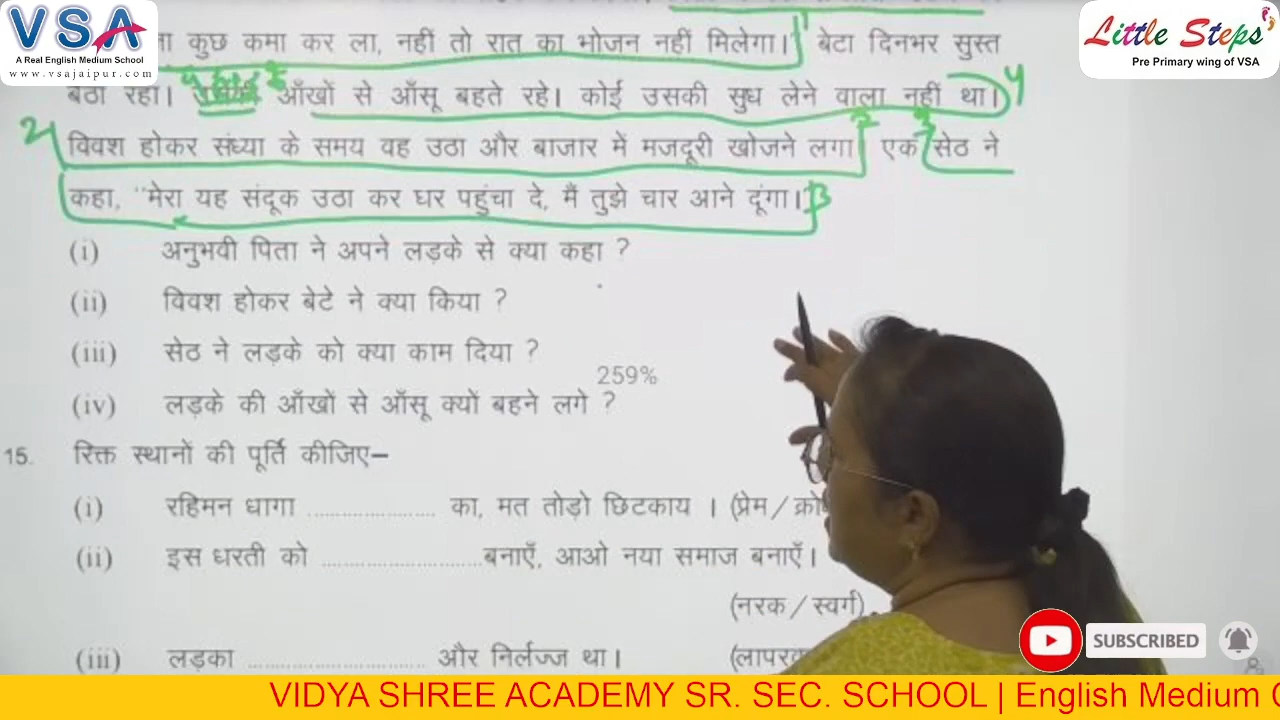 VSA
A Real English Medium School
www.vsajaipur.com
Little Steps
Pre Primary wing of VSA
कुछ कमा कर ला, नहीं तो रात का भोजन नहीं मिलेगा। बेटा दिनभर सुस्त
बैठा रहा। आँखों से आँसू बहते रहे। कोई उसकी सुध लेने वाला नहीं था।
विवश होकर संध्या के समय वह उठा और बाजार में मजदूरी खोजने लगा एक सेठ ने
कहा, "मेरा यह संदूक उठा कर घर पहुंचा दे, मैं तुझे चार आने दूंगा।
(i) अनुभवी पिता ने अपने लड़के से क्या कहा ?
(ii) विवश होकर बेटे ने क्या किया ?
(iii) सेठ ने लड़के को क्या काम दिया ?
259%
(iv) लड़के की आँखों से आँसू क्यों बहने लगे ?
15. रिक्त स्थानों की पूर्ति कीजिए–
(i) रहिमन धागा .................. का, मत तोड़ो छिटकाय । (प्रेम /
(ii) इस धरती को ......................बनाएँ, आओ नया समाज बनाएँ।
(नरक / स्वर्ग)
(iii) लड़का ......................... और निर्लज्ज था।
SUBSCRIBED
VIDYA SHREE ACADEMY SR. SEC. SCHOOL | English Medium